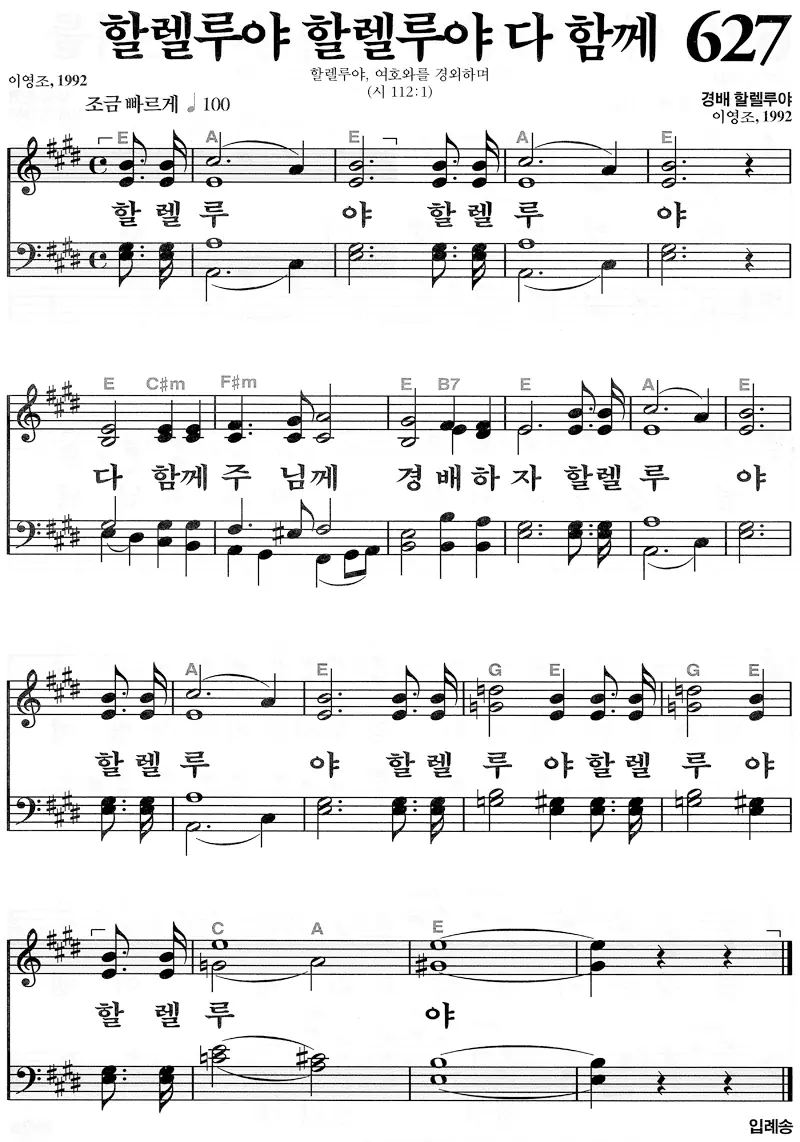 할렐루야 할렐루야 다 함께 627
할렐루야, 여호와를 경외하며
(시 112:1)
이영조, 1992
경배 할렐루야
이영조, 1992
조금 빠르게 ♩100
E A E A E
할 렐 루 야 할 렐 루 야
E C♯m F♯m E B7 E A E
다 함께 주 님께 경 배 하 자 할렐 루 야
A E G E G E
할 렐 루 야 할 렐 루 야 할 렐 루 야
C A E
할 렐 루 야
입례송